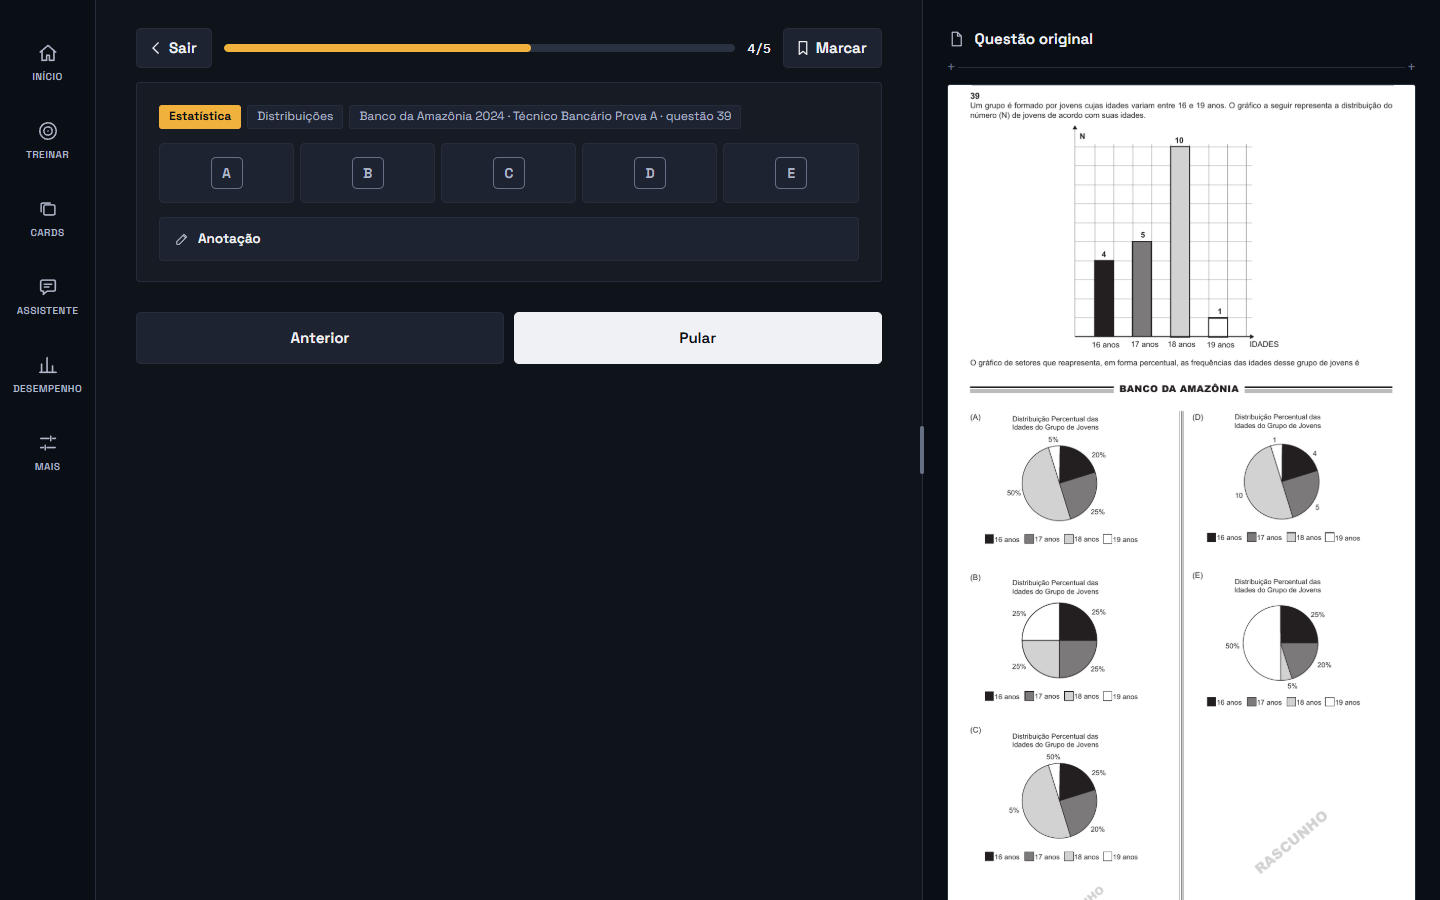 INÍCIO
TREINAR
CARDS
ASSISTENTE
DESEMPENHO
MAIS
Sair
4/5
Marcar
Estatística
Distribuições
Banco da Amazônia 2024 · Técnico Bancário Prova A · questão 39
A
B
C
D
E
Anotação
Anterior
Pular
Questão original
39
Um grupo é formado por jovens cujas idades variam entre 16 e 19 anos. O gráfico a seguir representa a distribuição do
número (N) de jovens de acordo com suas idades.
N
10
5
4
1
16 anos 17 anos 18 anos 19 anos IDADES
O gráfico de setores que reapresenta, em forma percentual, as frequências das idades desse grupo de jovens é
BANCO DA AMAZÔNIA
(A)
Distribuição Percentual das
Idades do Grupo de Jovens
5%
20%
50%
25%
16 anos 17 anos 18 anos 19 anos
(B)
Distribuição Percentual das
Idades do Grupo de Jovens
25% 25%
25% 25%
16 anos 17 anos 18 anos 19 anos
(C)
Distribuição Percentual das
Idades do Grupo de Jovens
50%
25%
5%
20%
16 anos 17 anos 18 anos 19 anos
(D)
Distribuição Percentual das
Idades do Grupo de Jovens
1
4
10
5
16 anos 17 anos 18 anos 19 anos
(E)
Distribuição Percentual das
Idades do Grupo de Jovens
25%
50%
20%
5%
16 anos 17 anos 18 anos 19 anos
RASCUNHO
HO